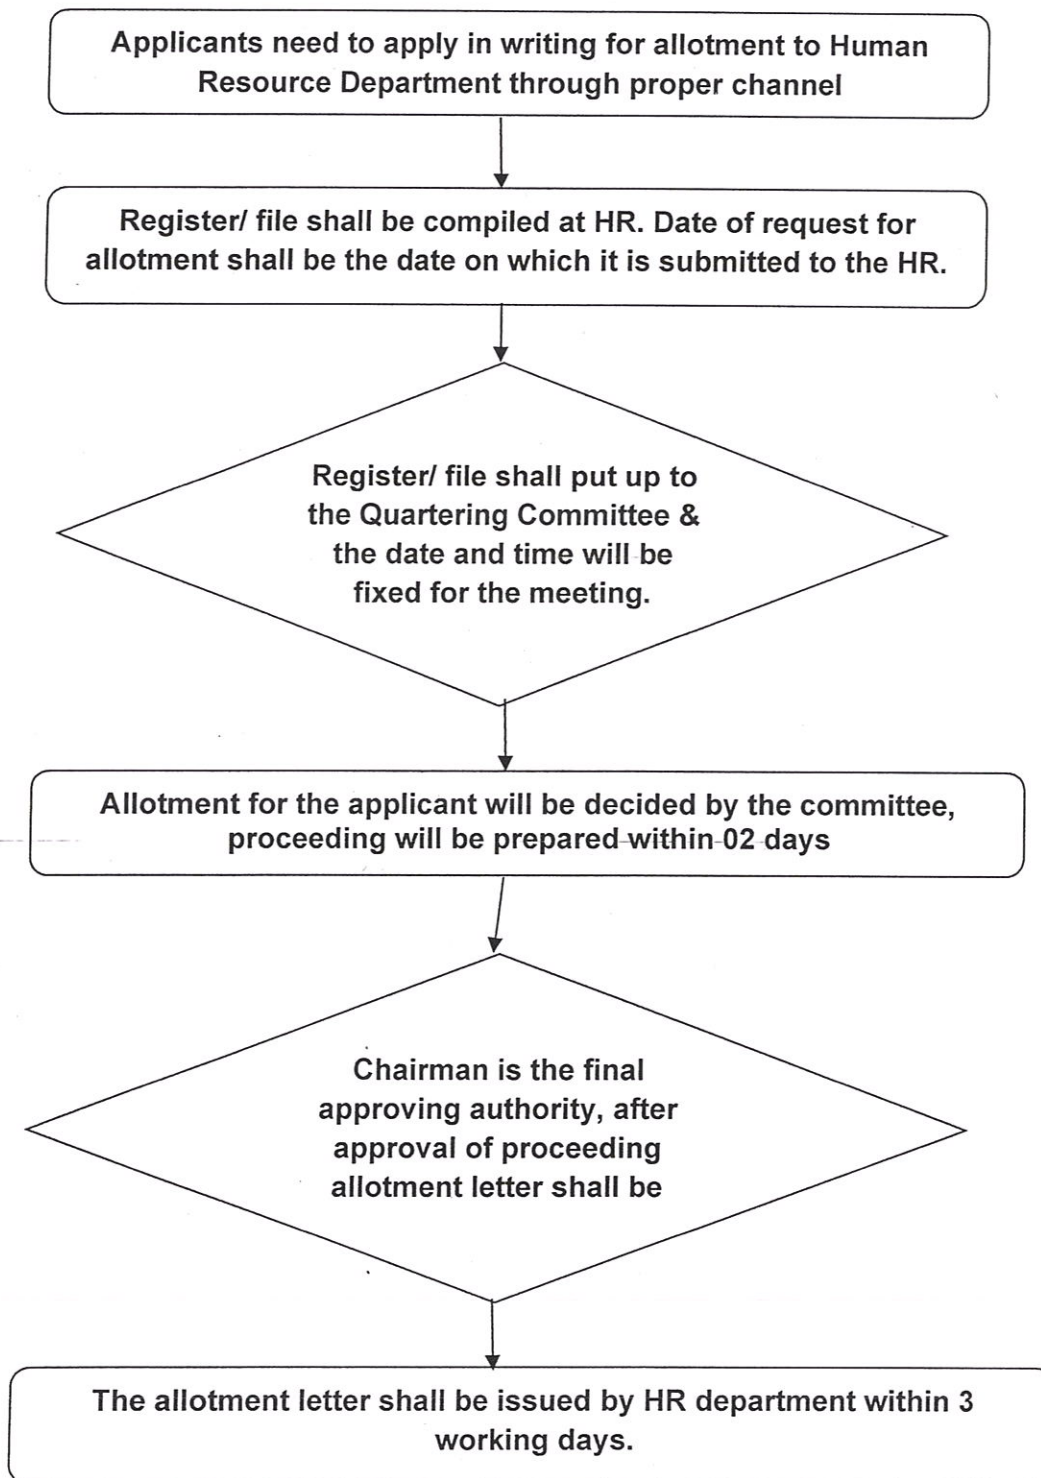 Applicants need to apply in writing for allotment to Human
Resource Department through proper channel
Register/ file shall be compiled at HR. Date of request for
allotment shall be the date on which it is submitted to the HR.
Register/ file shall put up to
the Quartering Committee &
the date and time will be
fixed for the meeting.
Allotment for the applicant will be decided by the committee,
proceeding will be prepared within 02 days
Chairman is the final
approving authority, after
approval of proceeding
allotment letter shall be
The allotment letter shall be issued by HR department within 3
working days.